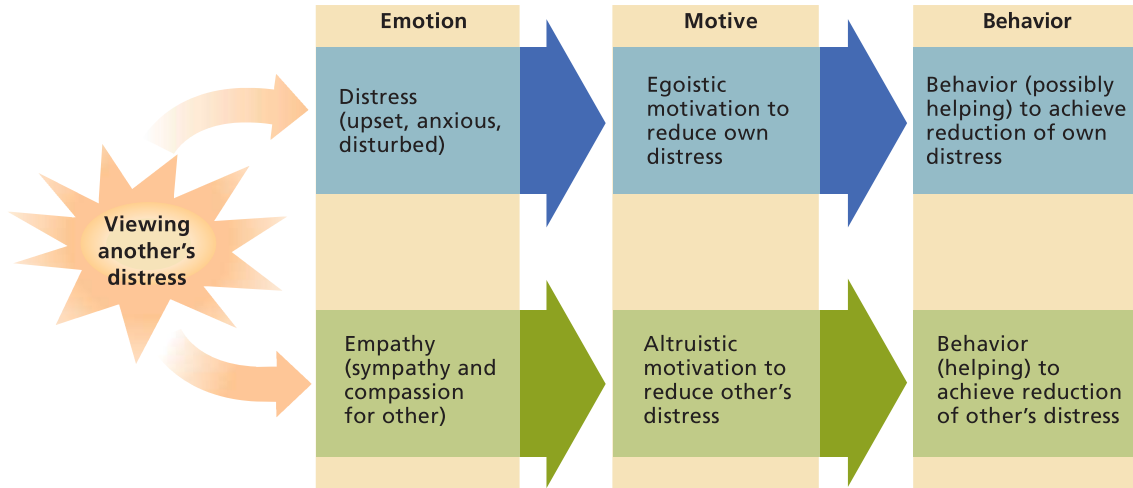 Emotion
Motive
Behavior
Viewing
another’s
distress
Distress
(upset, anxious,
disturbed)
Egoistic
motivation to
reduce own
distress
Behavior (possibly
helping) to achieve
reduction of own
distress
Empathy
(sympathy and
compassion
for other)
Altruistic
motivation to
reduce other’s
distress
Behavior
(helping) to
achieve reduction
of other’s distress